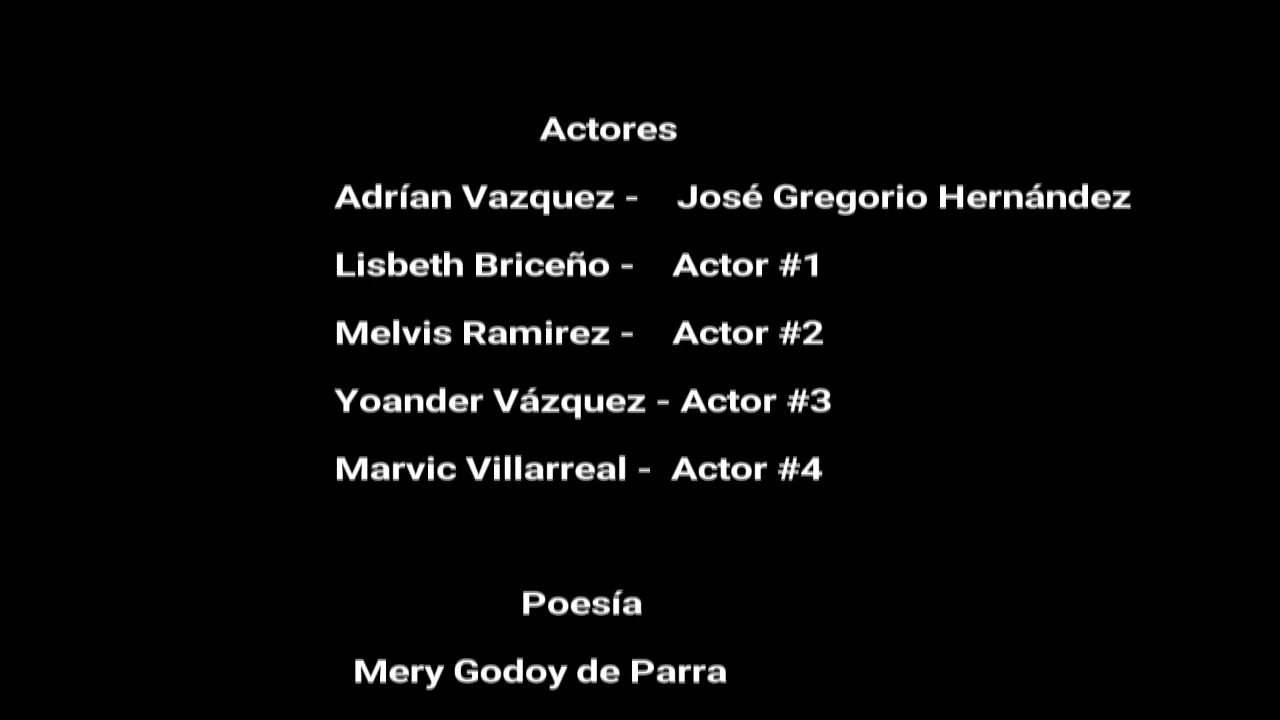 Actores
Adrían Vazquez - José Gregorio Hernández
Lisbeth Briceño - Actor #1
Melvis Ramirez - Actor #2
Yoander Vázquez - Actor #3
Marvic Villarreal - Actor #4
Poesía
Mery Godoy de Parra